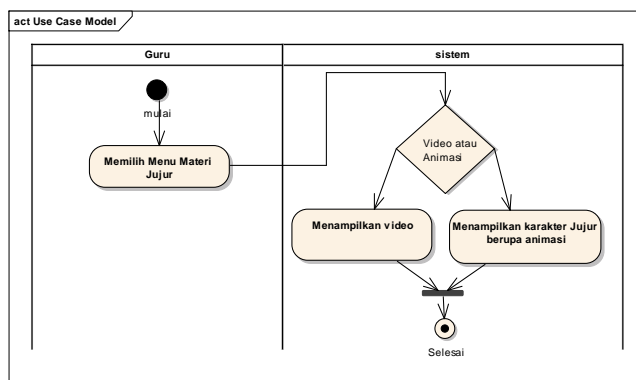 act Use Case Model
Guru
sistem
mulai
Memilih Menu Materi
Jujur
Video atau
Animasi
Menampilkan video
Menampilkan karakter Jujur
berupa animasi
Selesai